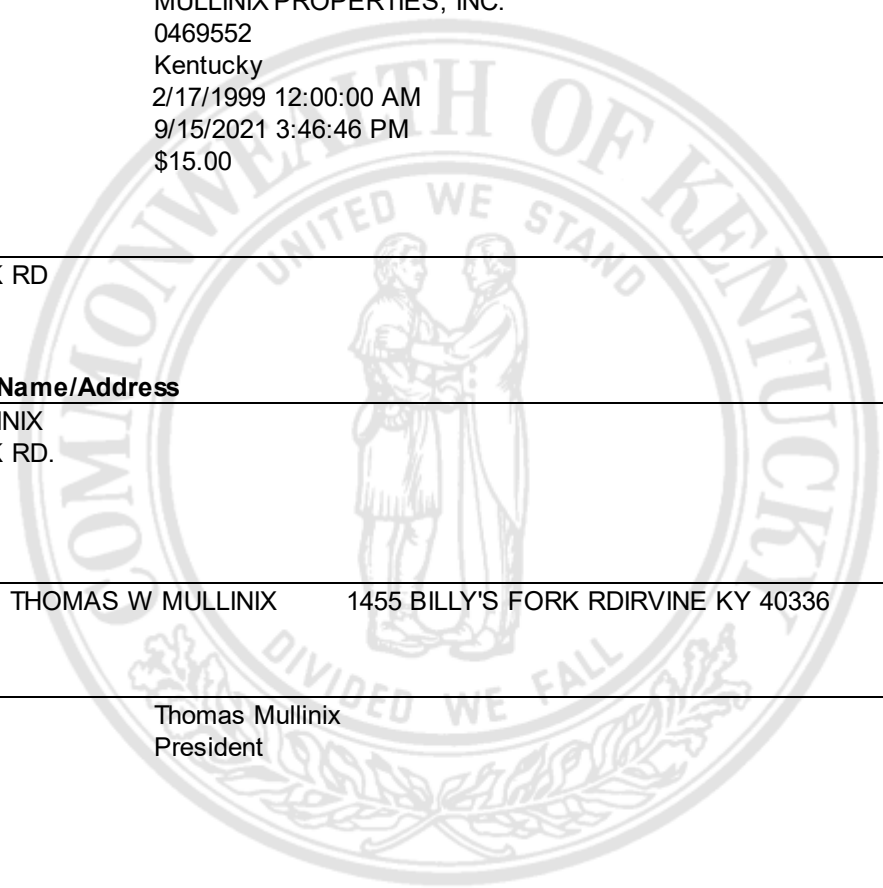 MULLINIX PROPERTIES, INC.
0469552
Kentucky
2/17/1999 12:00:00 AM
9/15/2021 3:46:46 PM
$15.00
RD
Name/Address
RD.
THOMAS W MULLINIX 1455 BILLY'S FORK RDIRVINE KY 40336
Thomas Mullinix
President
COMMONWEALTH OF KENTUCKY
UNITED WE STAND
DIVIDED WE FALL